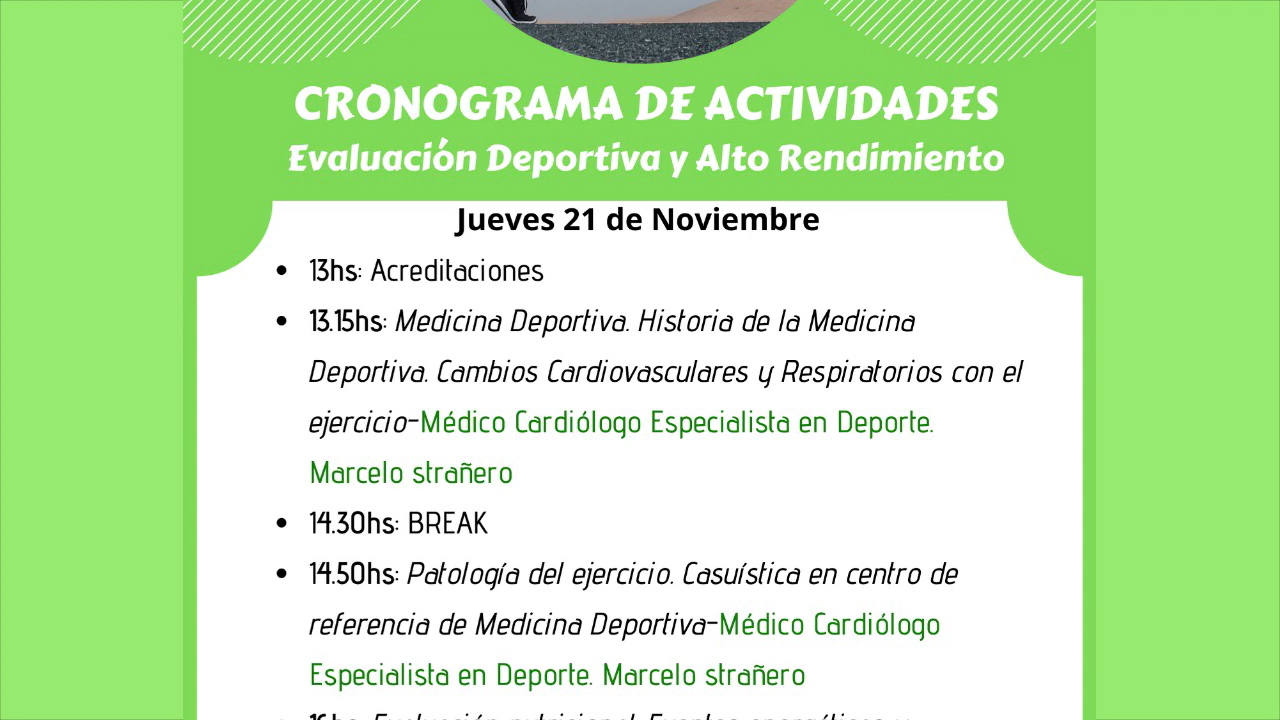 CRONOGRAMA DE ACTIVIDADES
Evaluación Deportiva y Alto Rendimiento
Jueves 21 de Noviembre
• 13hs: Acreditaciones
• 13.15hs: Medicina Deportiva. Historia de la Medicina
Deportiva. Cambios Cardiovasculares y Respiratorios con el
ejercicio-Médico Cardiólogo Especialista en Deporte.
Marcelo strañero
• 14.30hs: BREAK
• 14.50hs: Patología del ejercicio. Casuística en centro de
referencia de Medicina Deportiva-Médico Cardiólogo
Especialista en Deporte. Marcelo strañero